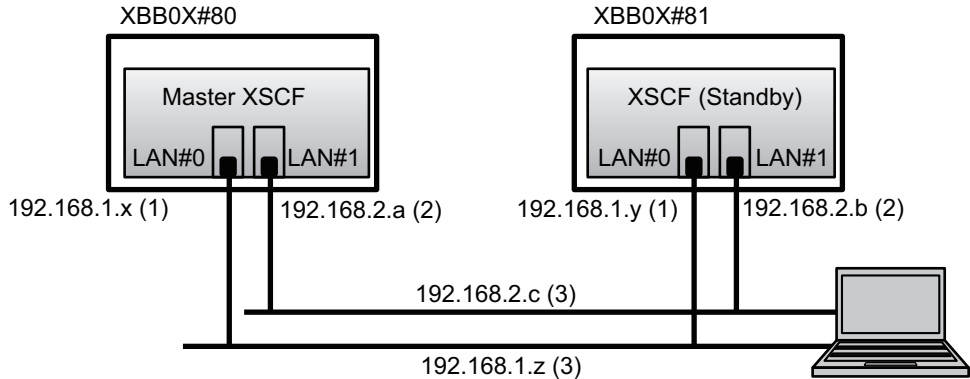 XBB0X#80
XBB0X#81
Master XSCF
XSCF (Standby)
LAN#0
LAN#1
LAN#0
LAN#1
192.168.1.x (1)
192.168.2.a (2)
192.168.1.y (1)
192.168.2.b (2)
192.168.2.c (3)
192.168.1.z (3)